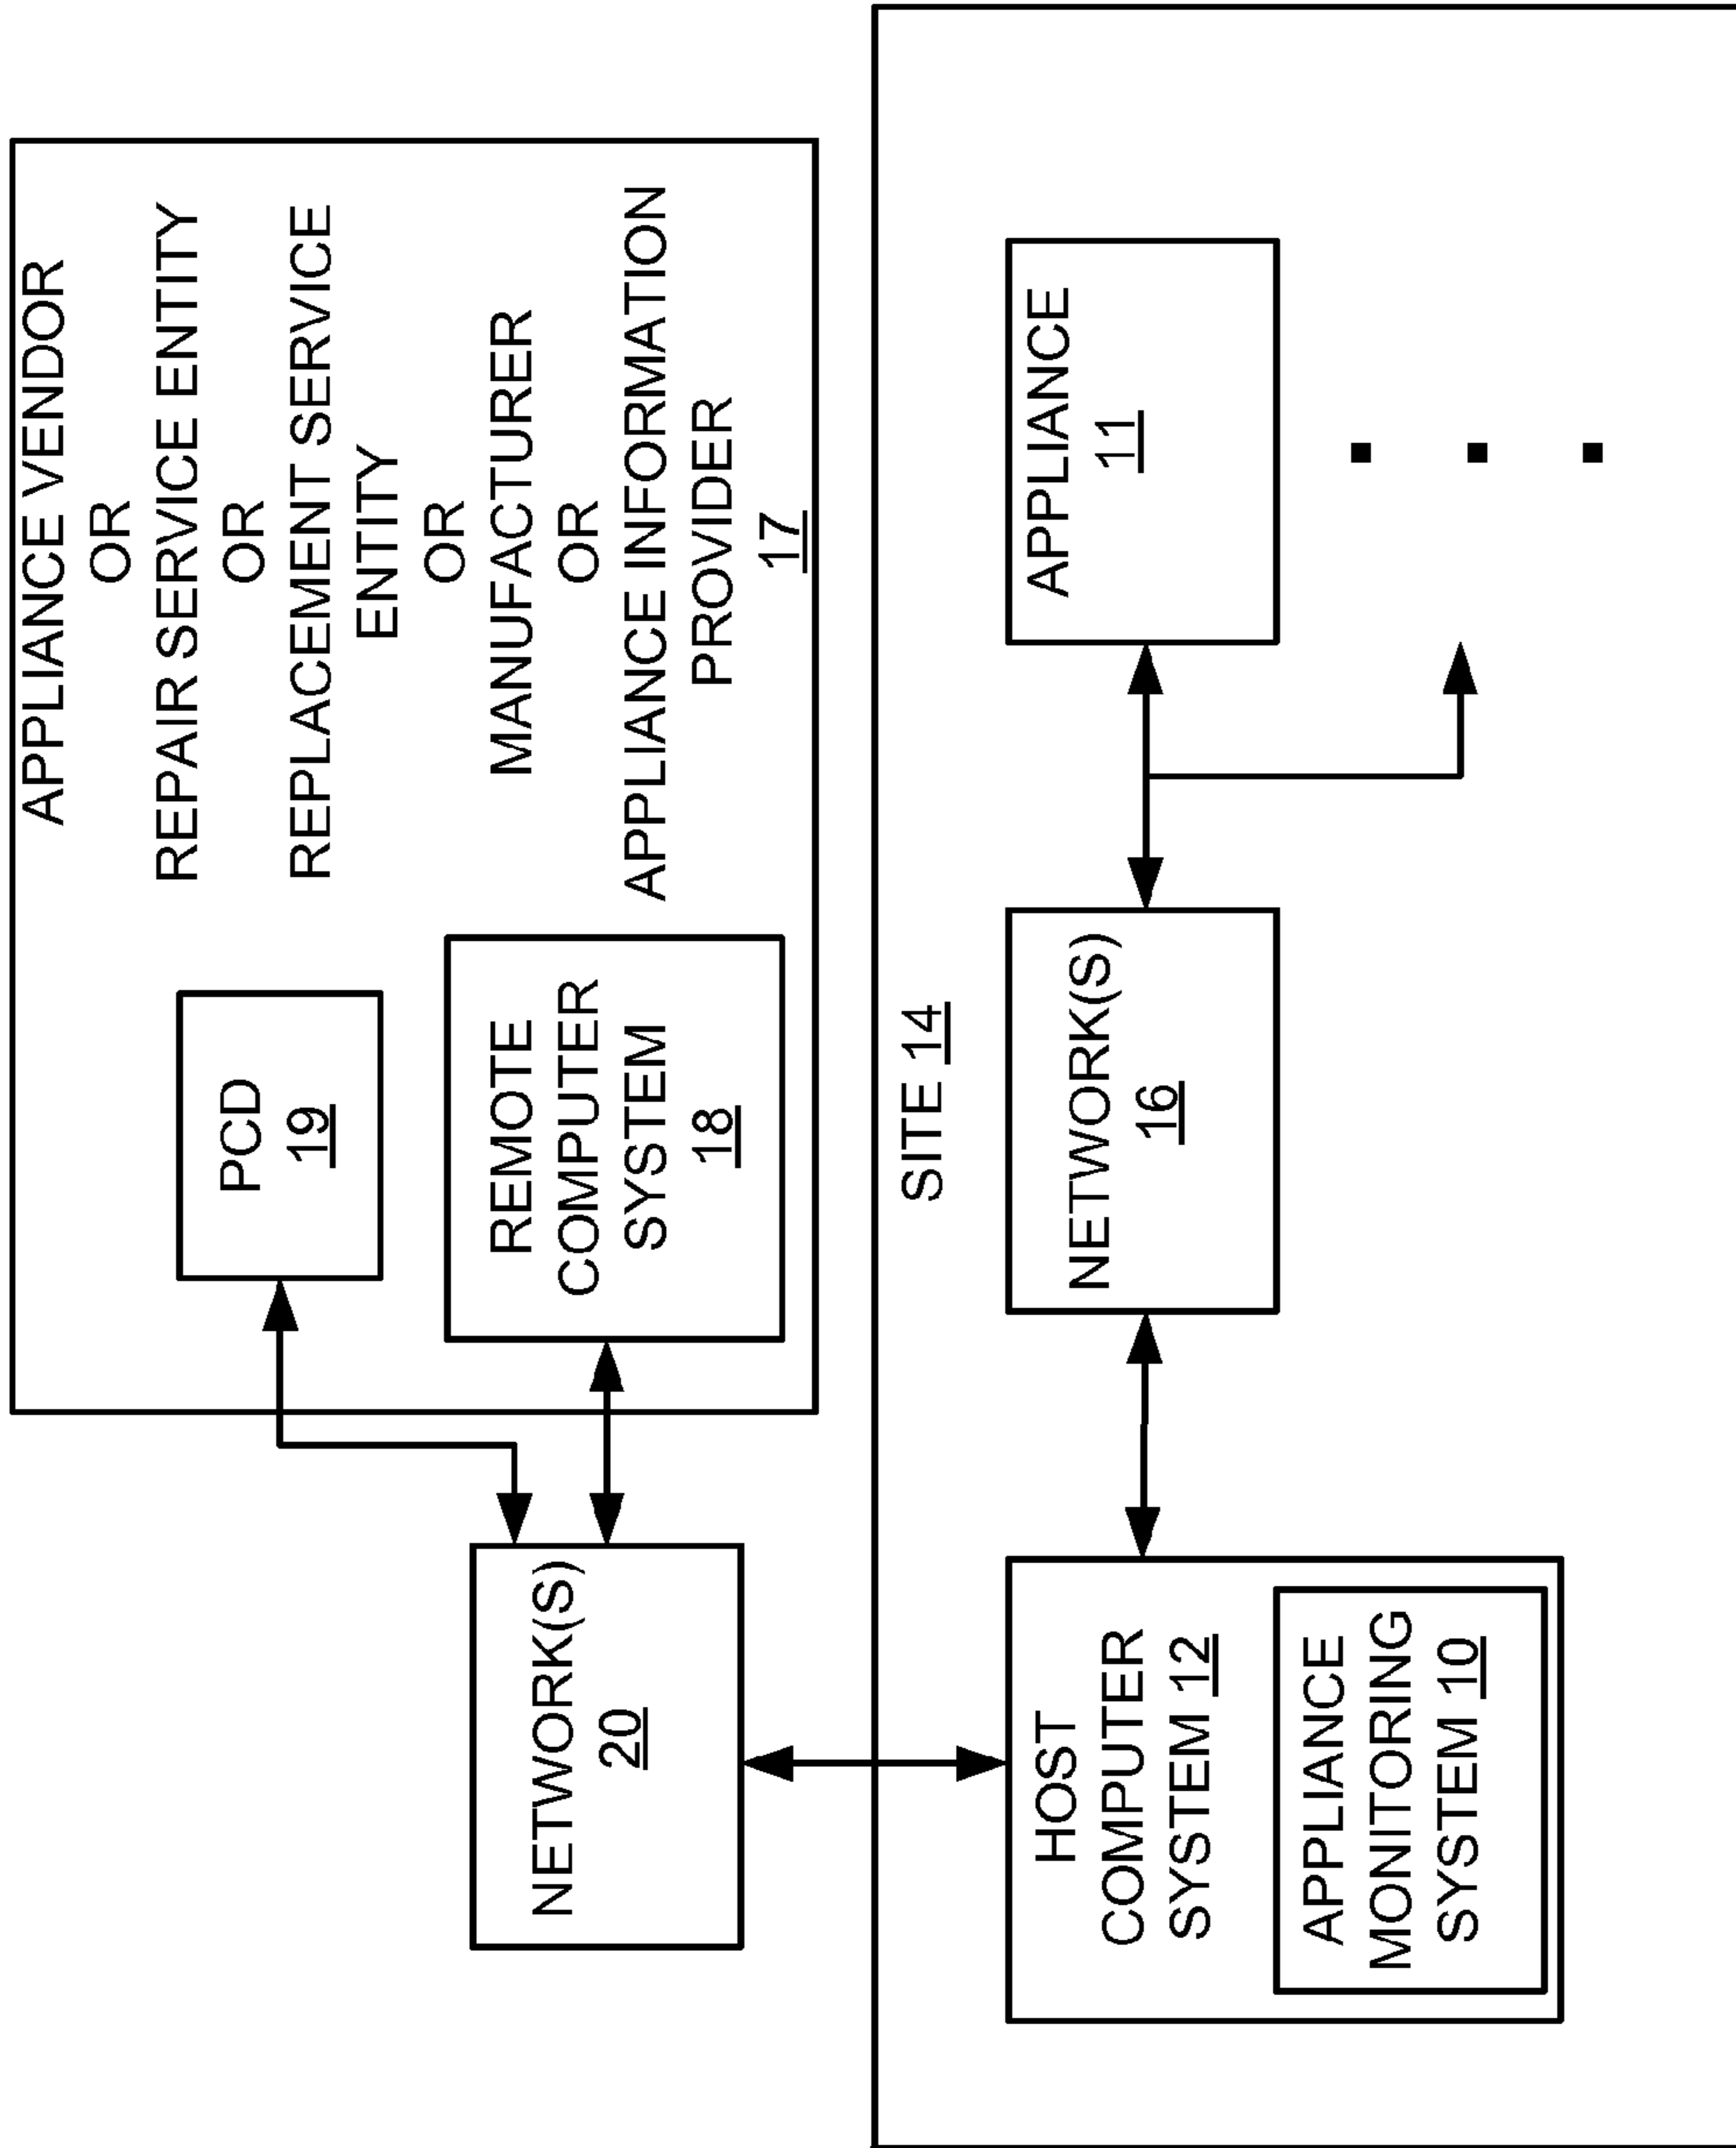 APPLIANCE VENDOR
OR
REPAIR SERVICE ENTITY
OR
REPLACEMENT SERVICE
ENTITY
OR
MANUFACTURER
OR
APPLIANCE INFORMATION
PROVIDER
17
PCD
19
REMOTE
COMPUTER
SYSTEM
18
NETWORK(S)
20
SITE 14
HOST
COMPUTER
SYSTEM 12
APPLIANCE
MONITORING
SYSTEM 10
NETWORK(S)
16
APPLIANCE
11